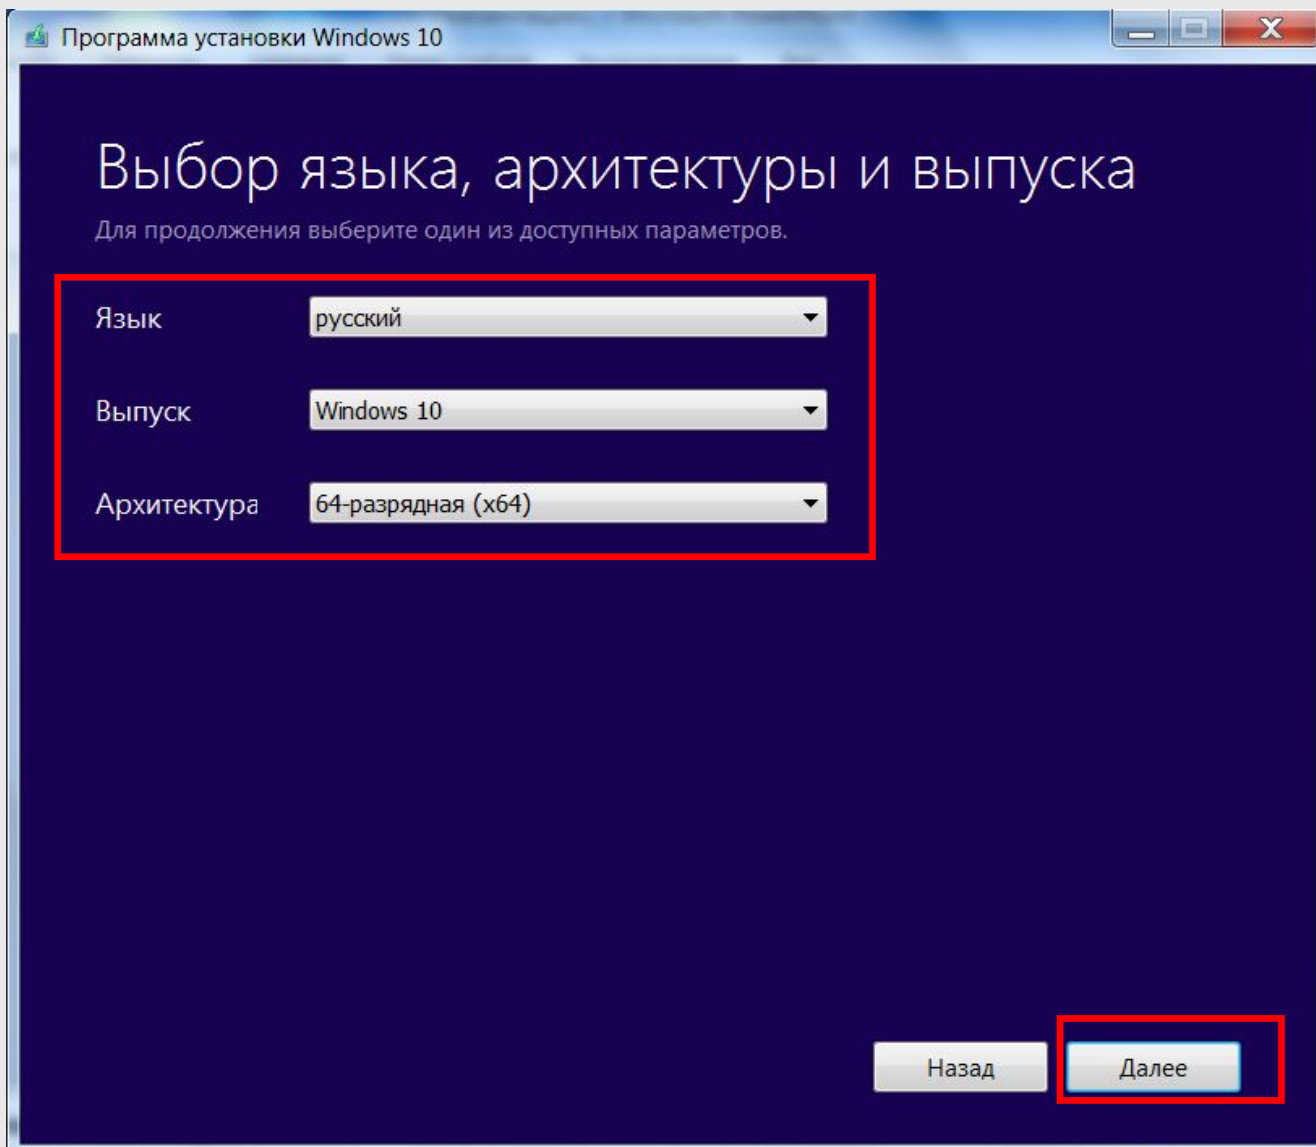 Программа установки Windows 10
Выбор языка, архитектуры и выпуска
Для продолжения выберите один из доступных параметров.
Язык русский
Выпуск Windows 10
Архитектура 64-разрядная (x64)
Назад Далее